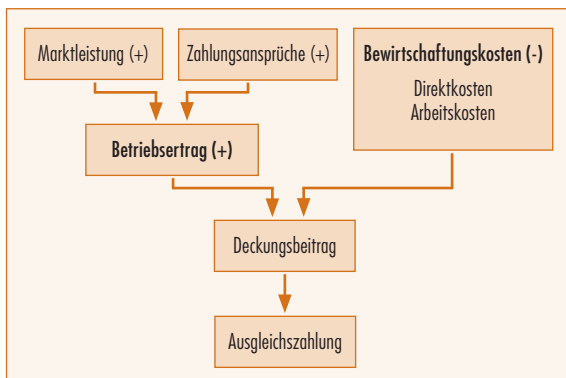 Marktleistung (+)
Zahlungsansprüche (+)
Bewirtschaftungskosten (-)
Direktkosten
Arbeitskosten
Betriebsertrag (+)
Deckungsbeitrag
Ausgleichszahlung